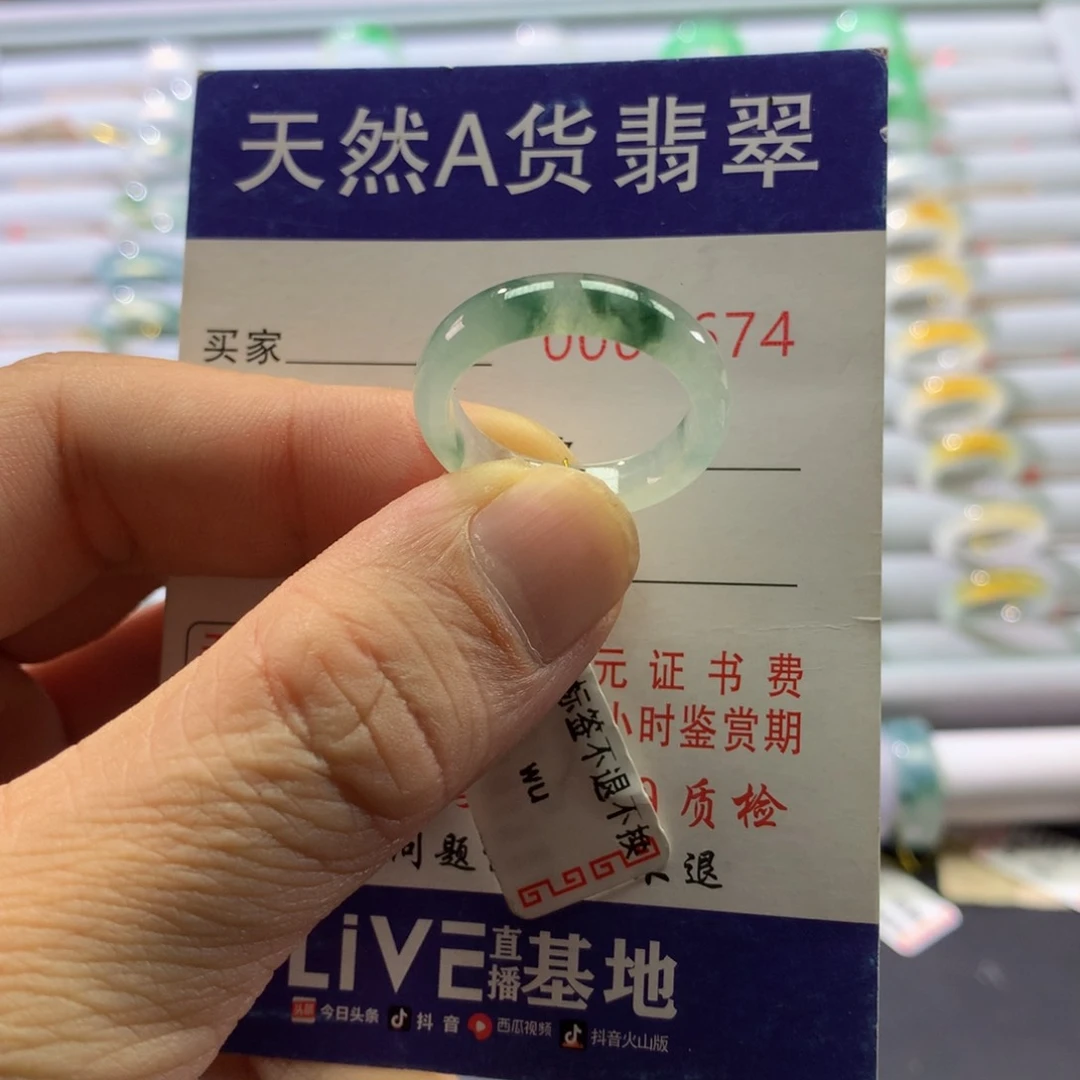 天然A货翡翠
买家
674
元证书费
小时鉴赏期
质检
问题 退
标签不退不换
WU
LiVE直播基地
头条 今日头条 抖音 西瓜视频 抖音火山版